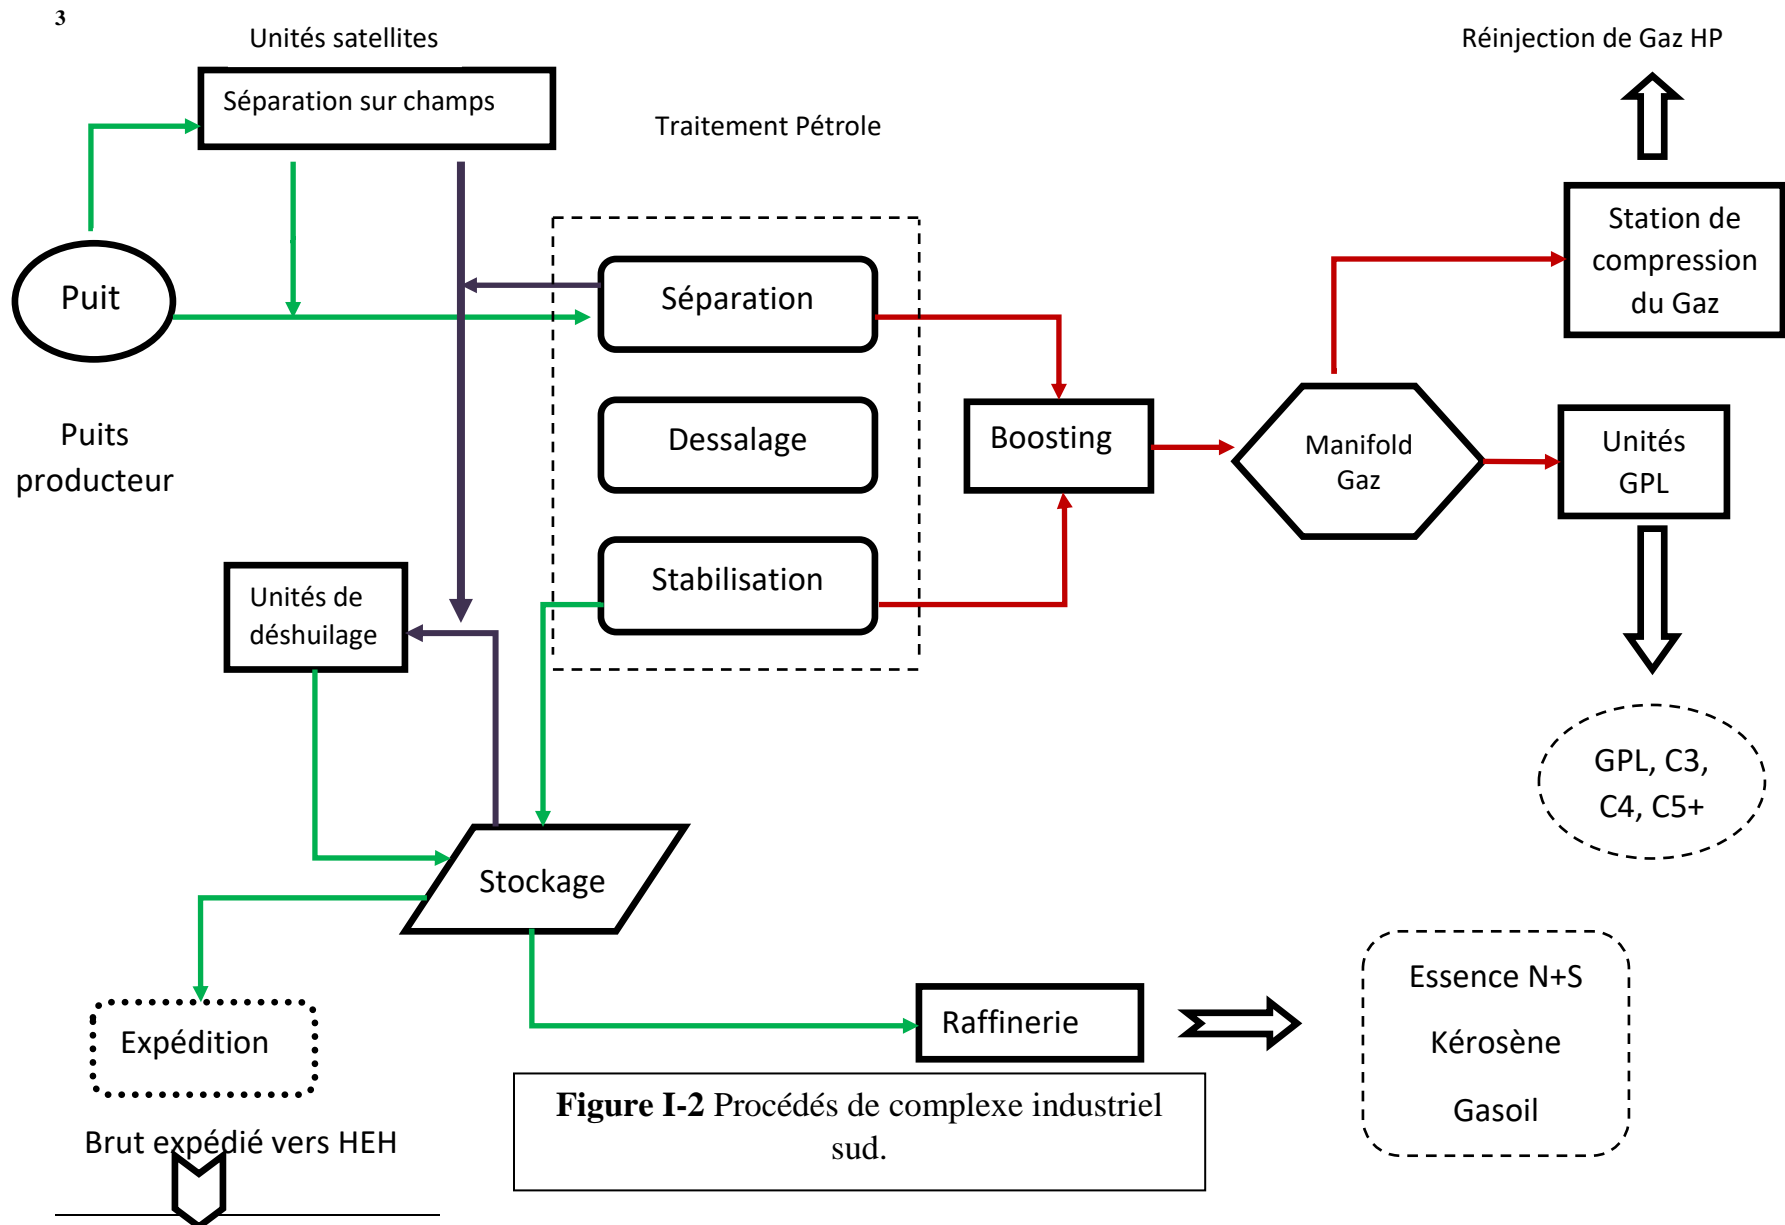 3
Unités satellites
Réinjection de Gaz HP
Séparation sur champs
Traitement Pétrole
Station de
compression
du Gaz
Puit
Séparation
Puits
producteur
Dessalage
Boosting
Manifold
Gaz
Unités
GPL
Stabilisation
Unités de
déshuilage
GPL, C3,
C4, C5+
Stockage
Essence N+S
Kérosène
Gasoil
Raffinerie
Expédition
Brut expédié vers HEH
Figure I-2 Procédés de complexe industriel
sud.